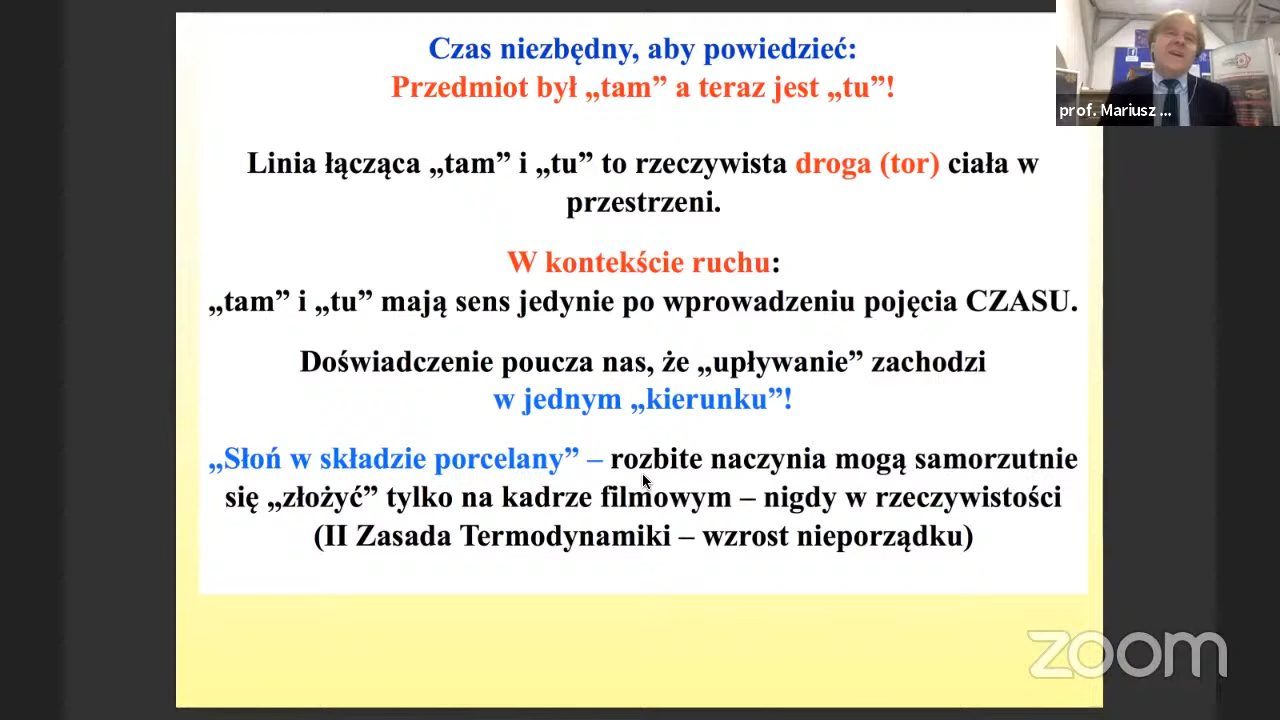 Czas niezbędny, aby powiedzieć:
Przedmiot był „tam” a teraz jest „tu”!
prof. Mariusz ...
Linia łącząca „tam” i „tu” to rzeczywista droga (tor) ciała w
przestrzeni.
W kontekście ruchu:
„tam” i „tu” mają sens jedynie po wprowadzeniu pojęcia CZASU.
Doświadczenie poucza nas, że „upływanie” zachodzi
w jednym „kierunku”!
„Słoń w składzie porcelany” – rozbite naczynia mogą samorzutnie
się „złożyć” tylko na kadrze filmowym – nigdy w rzeczywistości
(II Zasada Termodynamiki – wzrost nieporządku)
zoom